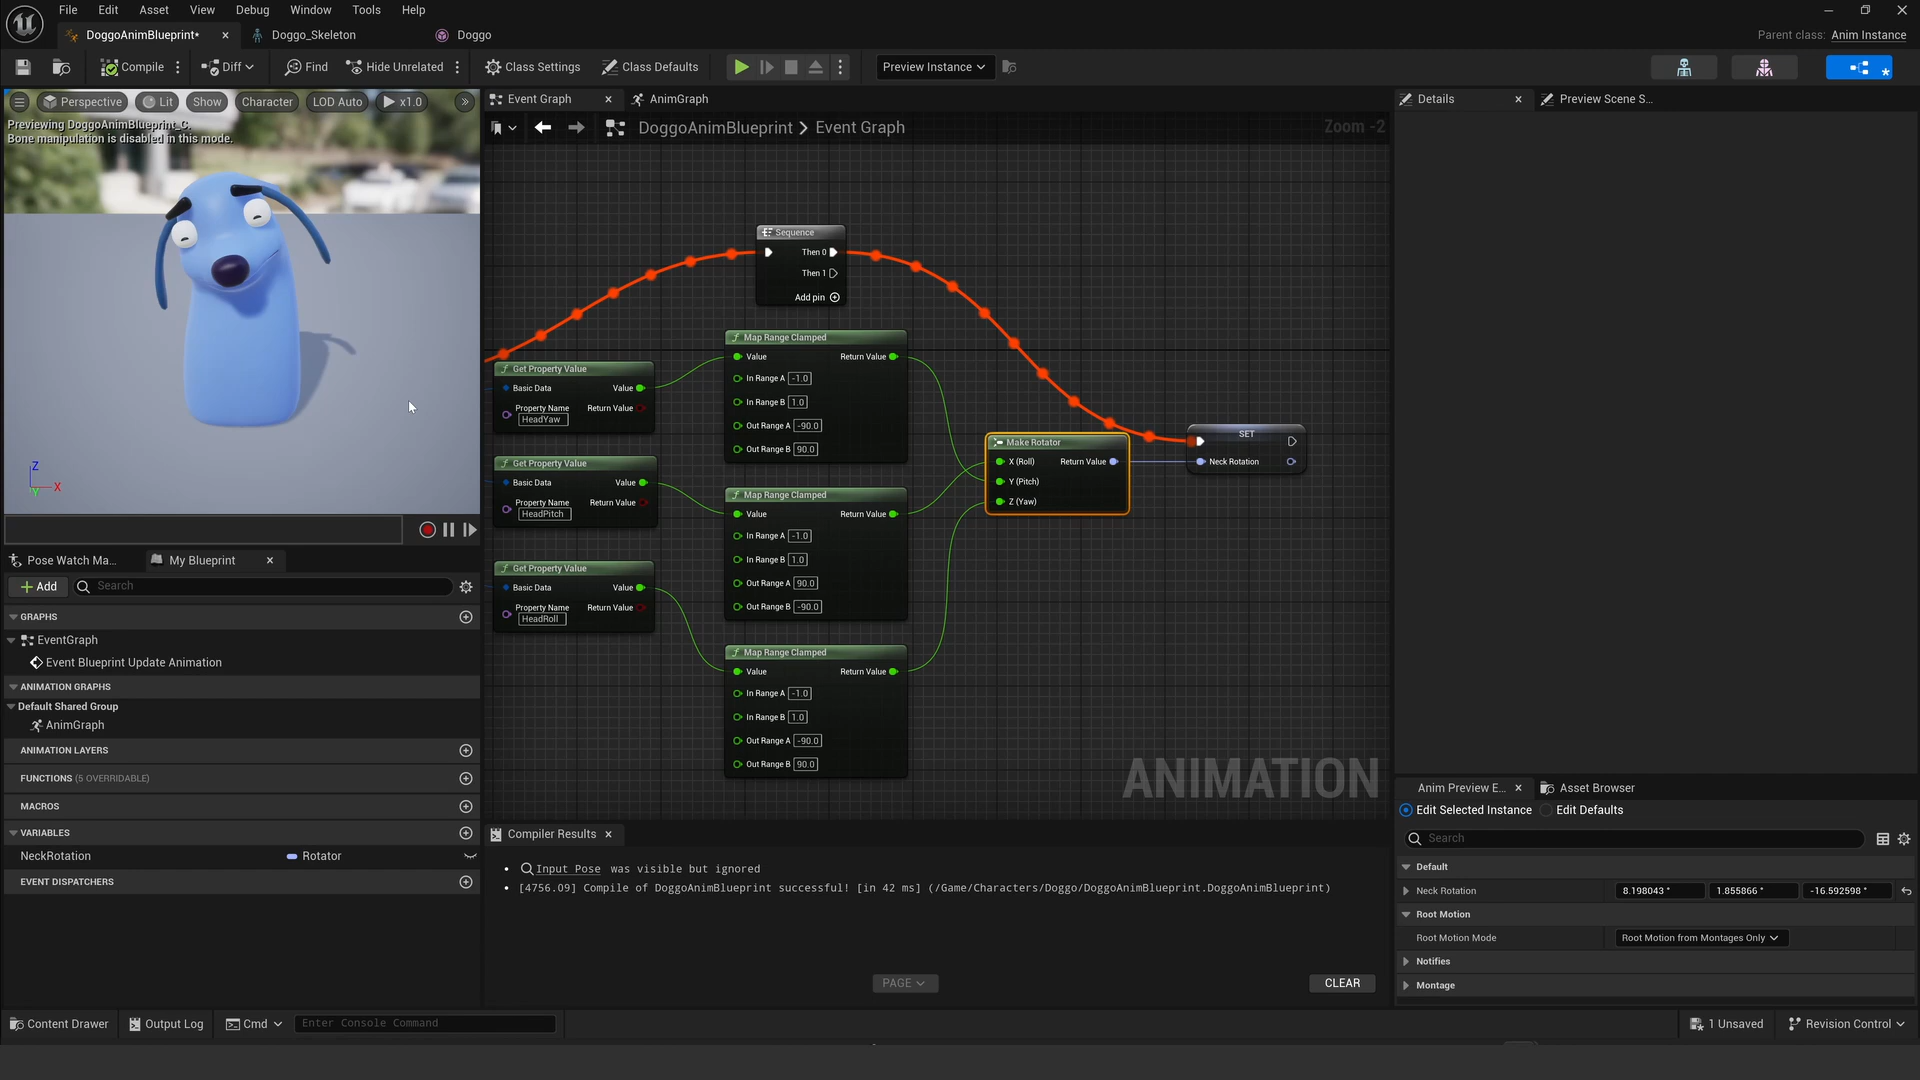 File Edit Asset View Debug Window Tools Help
DoggoAnimBlueprint*
Doggo_Skeleton
Doggo
Parent class: Anim Instance
Compile
Diff
Find
Hide Unrelated
Class Settings
Class Defaults
Preview Instance
Perspective
Lit
Show
Character
LOD Auto
x1.0
Previewing DoggoAnimBlueprint_C.
Bone manipulation is disabled in this mode.
Z
Y
X
Event Graph
AnimGraph
DoggoAnimBlueprint > Event Graph
Zoom -2
Sequence
Then 0
Then 1
Add pin
Get Property Value
Basic Data Value
Property Name Return Value
HeadYaw
Get Property Value
Basic Data Value
Property Name Return Value
HeadPitch
Get Property Value
Basic Data Value
Property Name Return Value
HeadRoll
Map Range Clamped
Value Return Value
In Range A -1.0
In Range B 1.0
Out Range A -90.0
Out Range B 90.0
Map Range Clamped
Value Return Value
In Range A -1.0
In Range B 1.0
Out Range A 90.0
Out Range B -90.0
Map Range Clamped
Value Return Value
In Range A -1.0
In Range B 1.0
Out Range A -90.0
Out Range B 90.0
Make Rotator
X (Roll) Return Value
Y (Pitch)
Z (Yaw)
SET
Neck Rotation
ANIMATION
Details
Preview Scene S...
Pose Watch Ma...
My Blueprint
Add
Search
GRAPHS
EventGraph
Event Blueprint Update Animation
ANIMATION GRAPHS
Default Shared Group
AnimGraph
ANIMATION LAYERS
FUNCTIONS (5 OVERRIDABLE)
MACROS
VARIABLES
NeckRotation Rotator
EVENT DISPATCHERS
Compiler Results
Input Pose was visible but ignored
[4756.09] Compile of DoggoAnimBlueprint successful! [in 42 ms] (/Game/Characters/Doggo/DoggoAnimBlueprint.DoggoAnimBlueprint)
PAGE
CLEAR
Anim Preview E...
Asset Browser
Edit Selected Instance
Edit Defaults
Search
Default
Neck Rotation 8.198043 ° 1.855866 ° -16.592598 °
Root Motion
Root Motion Mode Root Motion from Montages Only
Notifies
Montage
Content Drawer
Output Log
Cmd
Enter Console Command
1 Unsaved
Revision Control